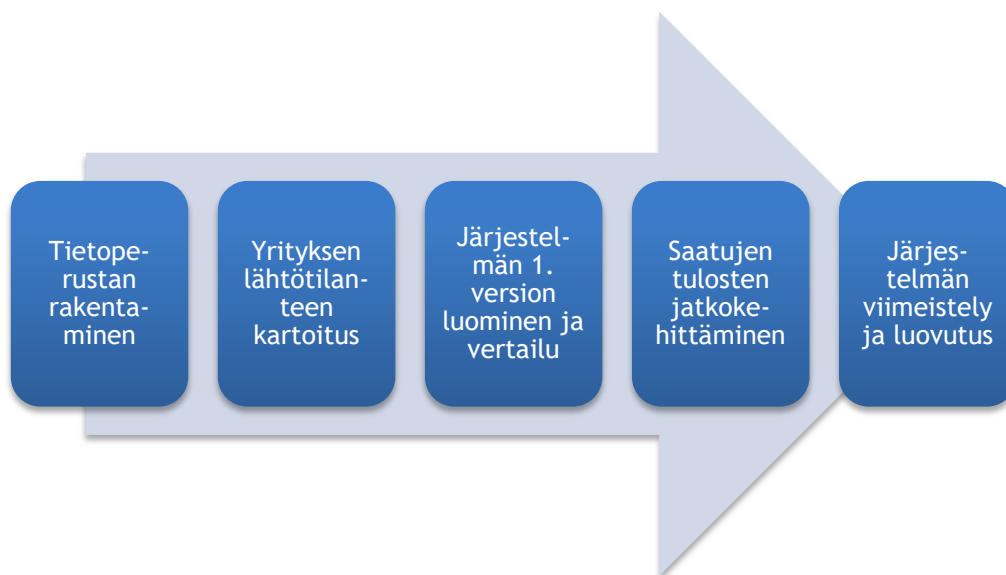 Tietope-
rustan
rakenta-
minen
Yrityksen
lähtötilan-
teen
kartoitus
Järjestel-
män 1.
version
luominen ja
vertailu
Saatujen
tulosten
jatkoke-
hittäminen
Järjes-
telmän
viimeistely
ja luovutus